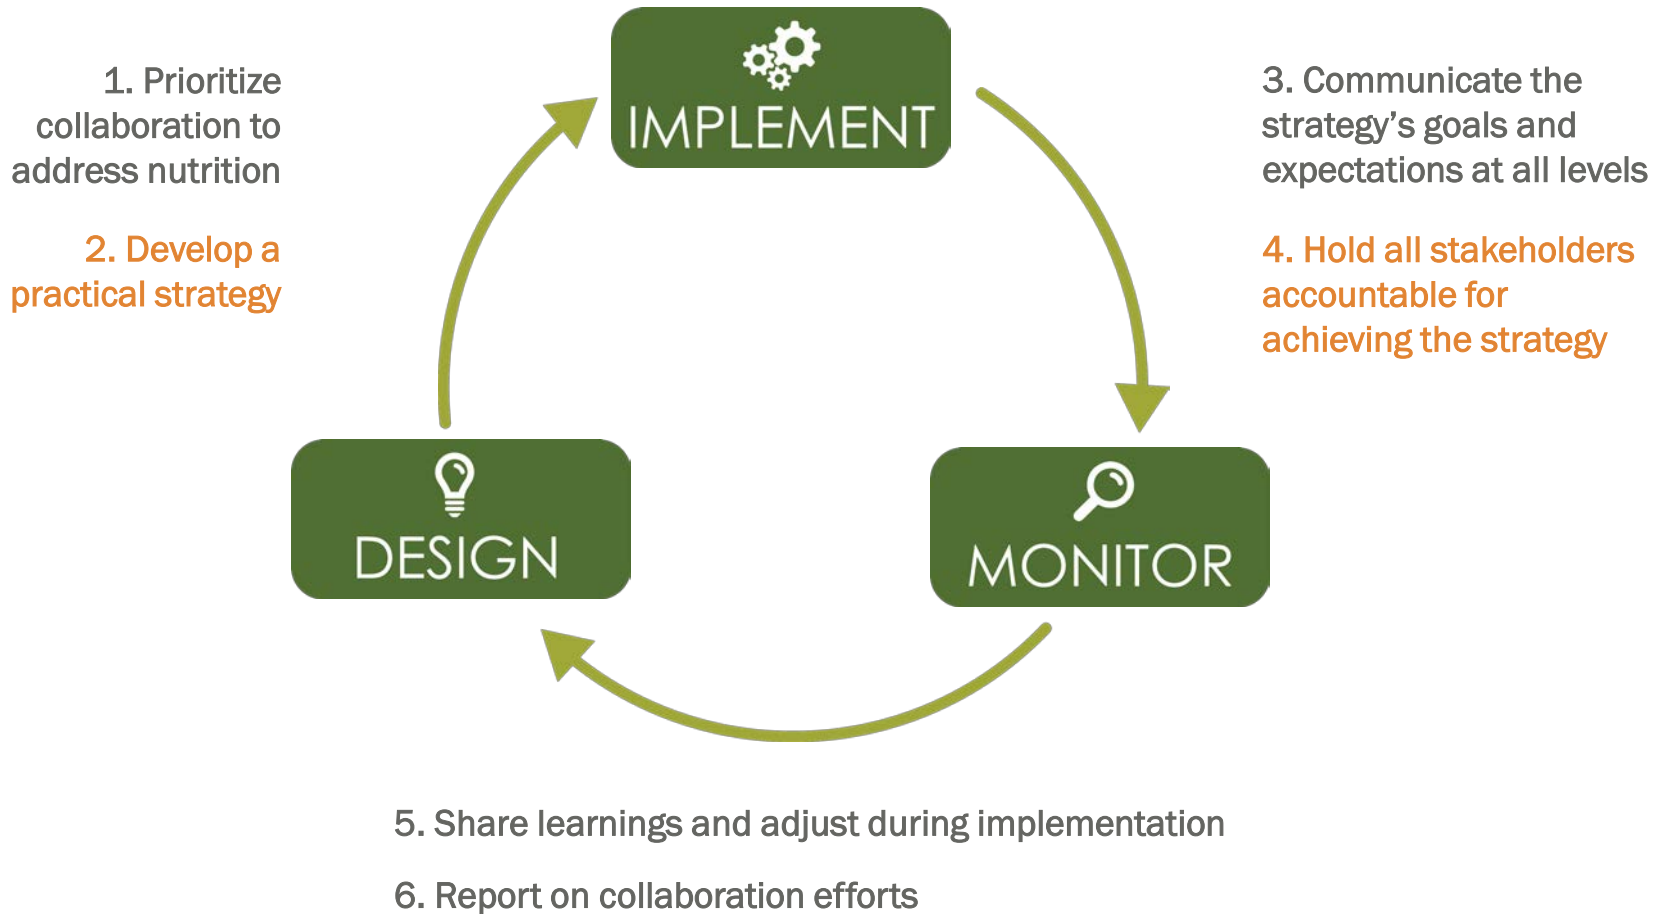 IMPLEMENT
1. Prioritize
collaboration to
address nutrition
2. Develop a
practical strategy
3. Communicate the
strategy’s goals and
expectations at all levels
4. Hold all stakeholders
accountable for
achieving the strategy
DESIGN
MONITOR
5. Share learnings and adjust during implementation
6. Report on collaboration efforts